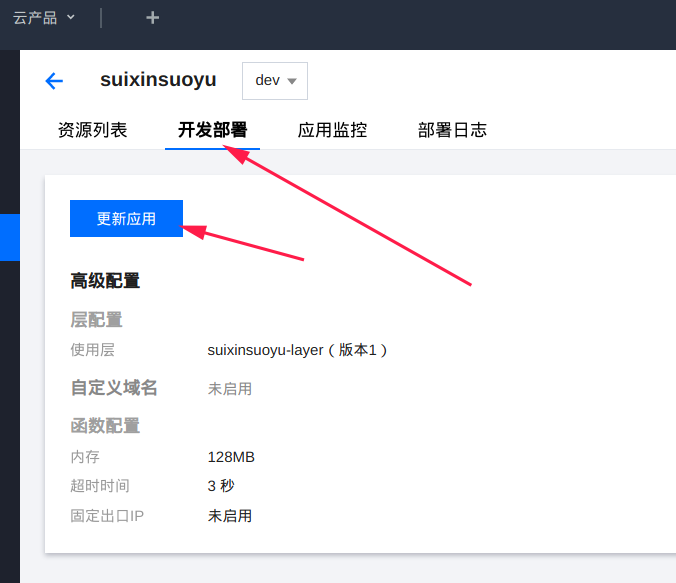 云产品
suixinsuoyu dev
资源列表 开发部署 应用监控 部署日志
更新应用
高级配置
层配置
使用层 suixinsuoyu-layer（版本1）
自定义域名 未启用
函数配置
内存 128MB
超时时间 3 秒
固定出口IP 未启用